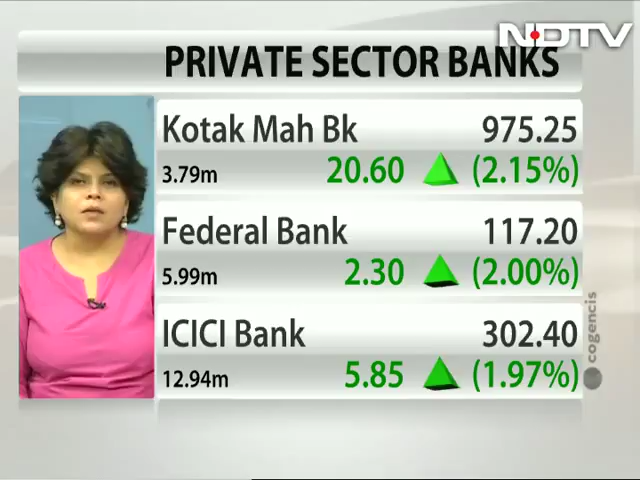 NDTV
PRIVATE SECTOR BANKS
Kotak Mah Bk 975.25
3.79m 20.60 (2.15%)
Federal Bank 117.20
5.99m 2.30 (2.00%)
ICICI Bank 302.40
12.94m 5.85 (1.97%)
cogencis